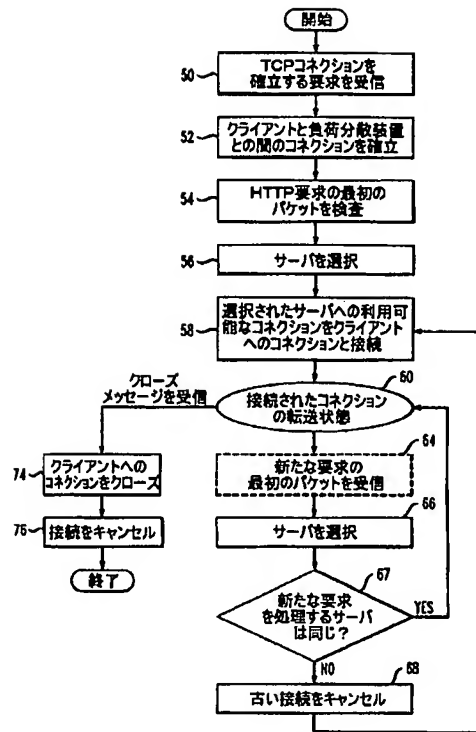 開始
50
TCPコネクションを
確立する要求を受信
52
クライアントと負荷分散装置
との間のコネクションを確立
54
HTTP要求の最初の
パケットを検査
56
サーバを選択
58
選択されたサーバへの利用可
能なコネクションをクライアント
へのコネクションと接続
クローズ
メッセージを受信
60
接続されたコネクション
の転送状態
74
クライアントへの
コネクションをクローズ
64
新たな要求の
最初のパケットを受信
76
接続をキャンセル
66
サーバを選択
終了
67
新たな要求
を処理するサーバ
は同じ?
YES
NO
68
古い接続をキャンセル